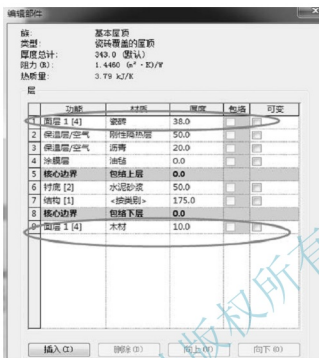 编辑部件
族: 基本屋顶
类型: 瓷砖覆盖的屋顶
厚度总计: 343.0 (默认)
阻力(R): 1.4460 (m²·K)/W
热质量: 3.79 kJ/K
层
功能 材质 厚度 包络 可变
1 面层 1 [4] 瓷砖 38.0
2 保温层/空气 刚性隔热层 50.0
3 保温层/空气 沥青 20.0
4 涂膜层 油毡 0.0
5 核心边界 包络上层 0.0
6 衬底 [2] 水泥砂浆 50.0
7 结构 [1] <按类别> 175.0
8 核心边界 包络下层 0.0
9 面层 1 [4] 木材 10.0
插入(I) 删除(D) 向上(U) 向下(O)
版权所有